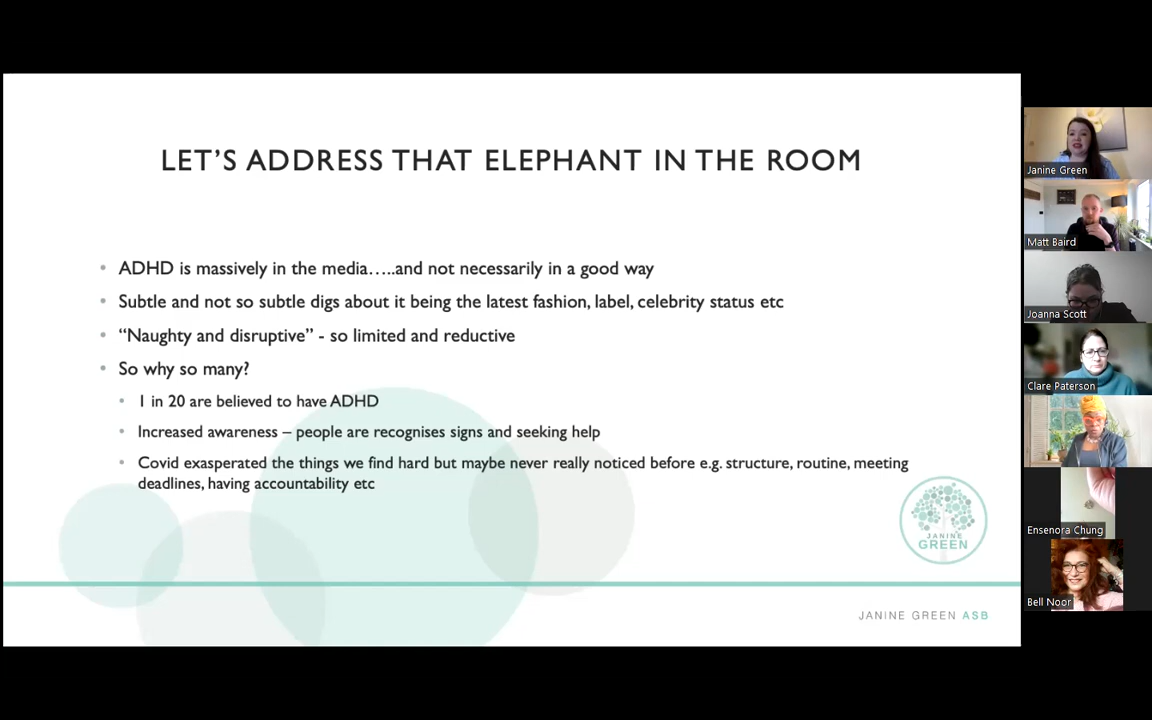 LET'S ADDRESS THAT ELEPHANT IN THE ROOM
• ADHD is massively in the media…..and not necessarily in a good way
• Subtle and not so subtle digs about it being the latest fashion, label, celebrity status etc
• “Naughty and disruptive” - so limited and reductive
• So why so many?
• 1 in 20 are believed to have ADHD
• Increased awareness – people are recognises signs and seeking help
• Covid exasperated the things we find hard but maybe never really noticed before e.g. structure, routine, meeting
deadlines, having accountability etc
JANINE
GREEN
JANINE GREEN ASB
Janine Green
Matt Baird
Joanna Scott
Clare Paterson
Ensenora Chung
Bell Noor